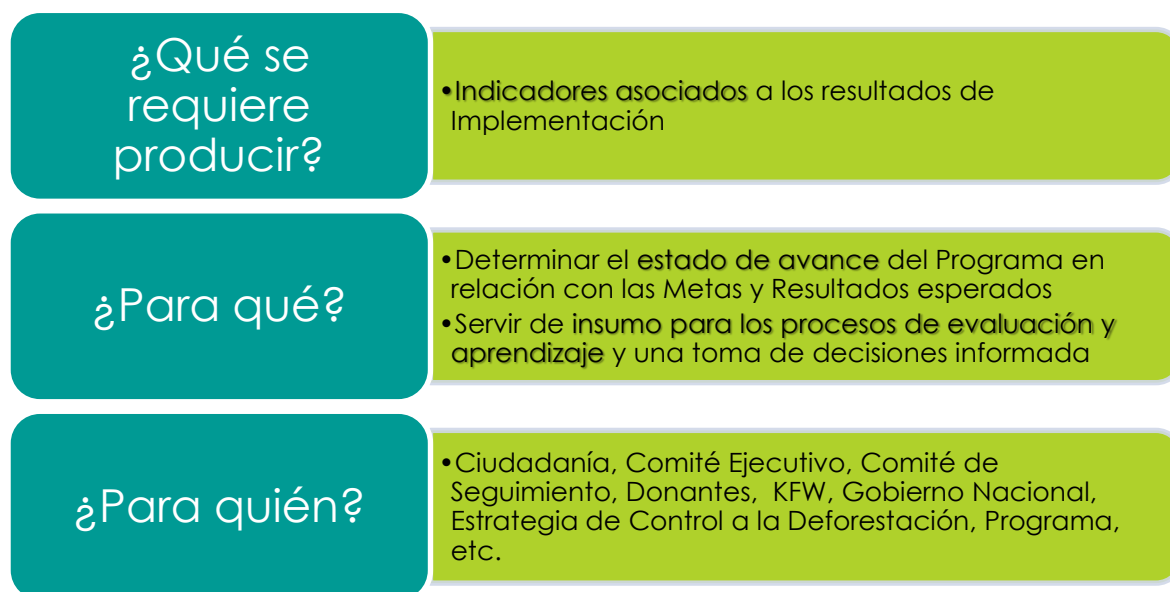 ¿Qué se
requiere
producir?
•Indicadores asociados a los resultados de
Implementación
¿Para qué?
•Determinar el estado de avance del Programa en
relación con las Metas y Resultados esperados
•Servir de insumo para los procesos de evaluación y
aprendizaje y una toma de decisiones informada
¿Para quién?
•Ciudadanía, Comité Ejecutivo, Comité de
Seguimiento, Donantes, KFW, Gobierno Nacional,
Estrategia de Control a la Deforestación, Programa,
etc.